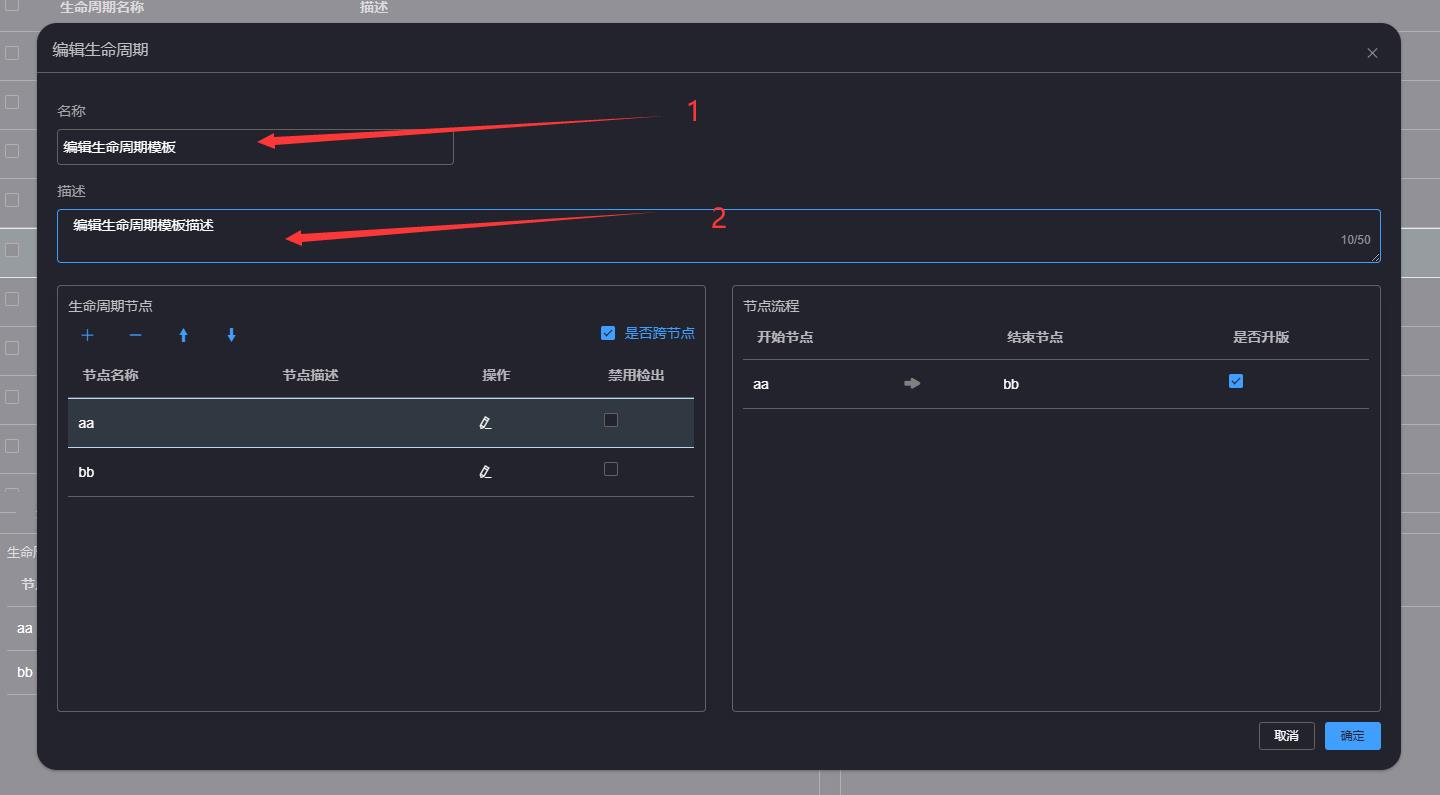 生命周期名称 描述
编辑生命周期
名称
1
编辑生命周期模板
描述
2
编辑生命周期模板描述
10/50
生命周期节点
是否跨节点
节点名称 节点描述 操作 禁用检出
aa
bb
节点流程
开始节点 结束节点 是否升版
aa bb
生命
节
aa
bb
取消 确定